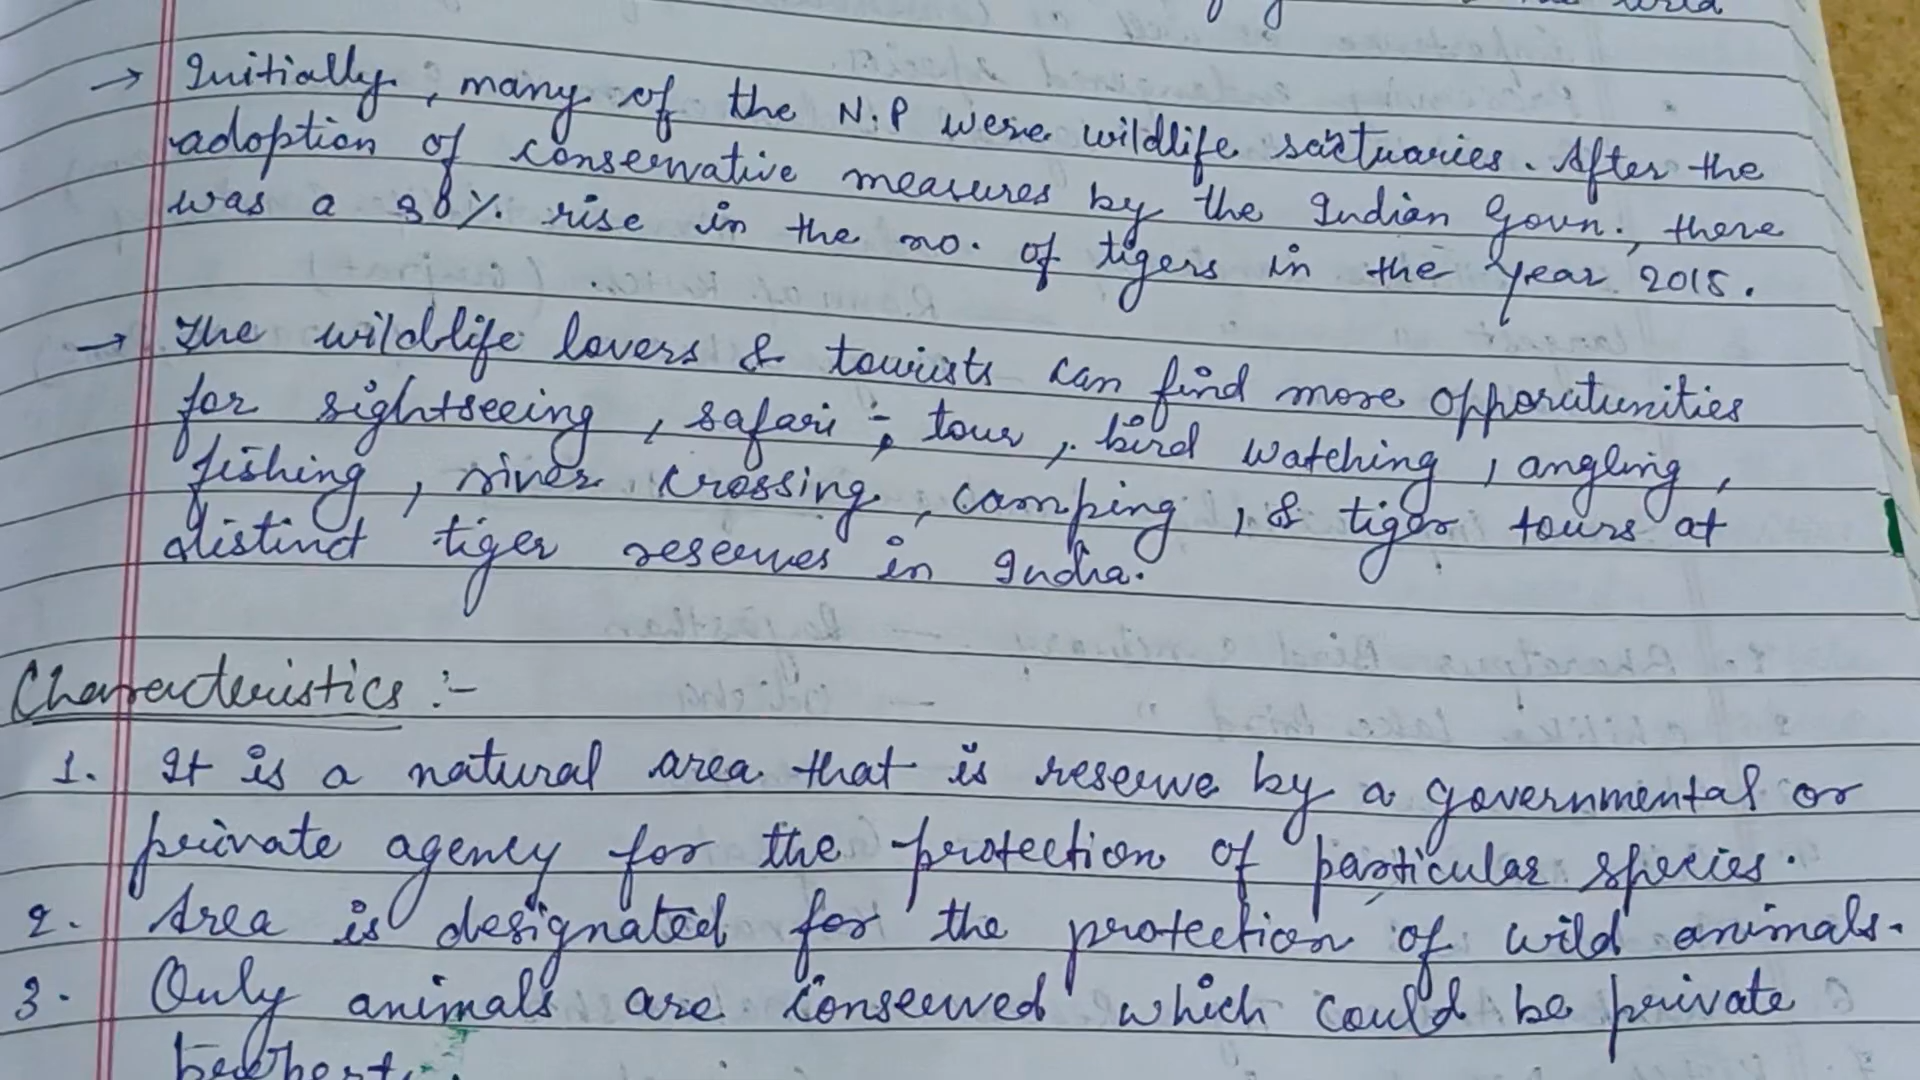 → Initially, many of the N.P were wildlife sanctuaries. After the
adoption of conservative measures by the Indian Govn., there
was a 30% rise in the no. of tigers in the year 2015.
→ The wildlife lovers & tourists can find more opporutunities
for sightseeing, safari, tour, bird watching, angling,
fishing, river crossing, camping, & tiger tours at
distinct tiger reserves in India.
Characteristics :-
1. It is a natural area that is reserve by a governmental or
private agency for the protection of particular species.
2. Area is designated for the protection of wild animals.
3. Only animals are conserved which could be private